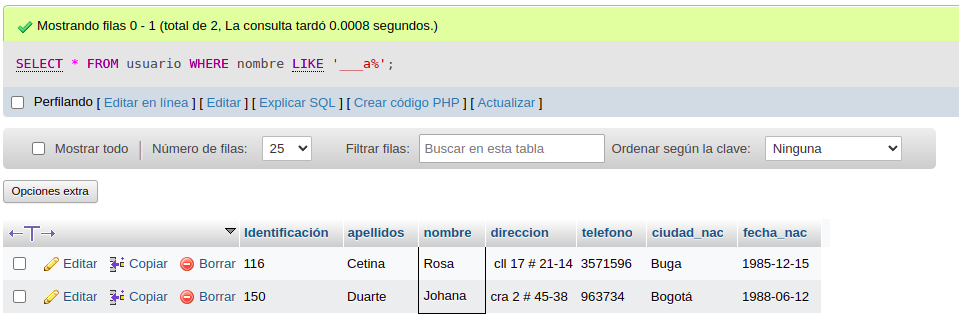 Mostrando filas 0 - 1 (total de 2, La consulta tardó 0.0008 segundos.)
SELECT * FROM usuario WHERE nombre LIKE '___a%';
Perfilando [ Editar en línea ] [ Editar ] [ Explicar SQL ] [ Crear código PHP ] [ Actualizar ]
Mostrar todo Número de filas: 25 Filtrar filas: Buscar en esta tabla Ordenar según la clave: Ninguna
Opciones extra
←T→ Identificación apellidos nombre direccion telefono ciudad_nac fecha_nac
Editar Copiar Borrar 116 Cetina Rosa cll 17 # 21-14 3571596 Buga 1985-12-15
Editar Copiar Borrar 150 Duarte Johana cra 2 # 45-38 963734 Bogotá 1988-06-12